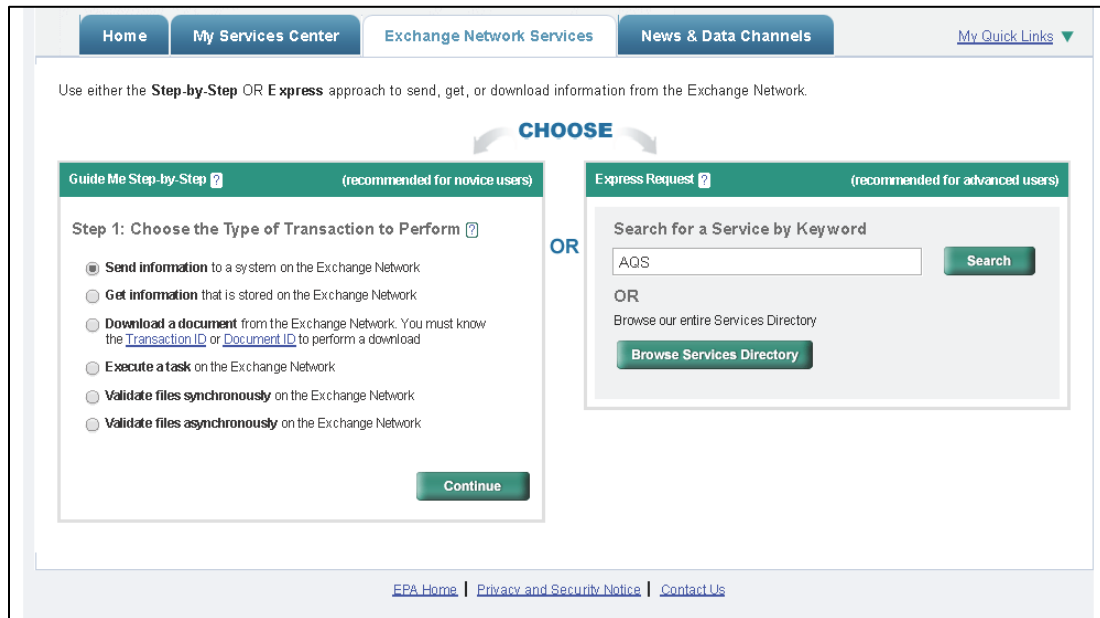 Home
My Services Center
Exchange Network Services
News & Data Channels
My Quick Links ▼
Use either the Step-by-Step OR Express approach to send, get, or download information from the Exchange Network.
CHOOSE
Guide Me Step-by-Step ? (recommended for novice users)
Step 1: Choose the Type of Transaction to Perform ?
Send information to a system on the Exchange Network
Get information that is stored on the Exchange Network
Download a document from the Exchange Network. You must know
the Transaction ID or Document ID to perform a download
Execute a task on the Exchange Network
Validate files synchronously on the Exchange Network
Validate files asynchronously on the Exchange Network
Continue
OR
Express Request ? (recommended for advanced users)
Search for a Service by Keyword
AQS
Search
OR
Browse our entire Services Directory
Browse Services Directory
EPA Home | Privacy and Security Notice | Contact Us